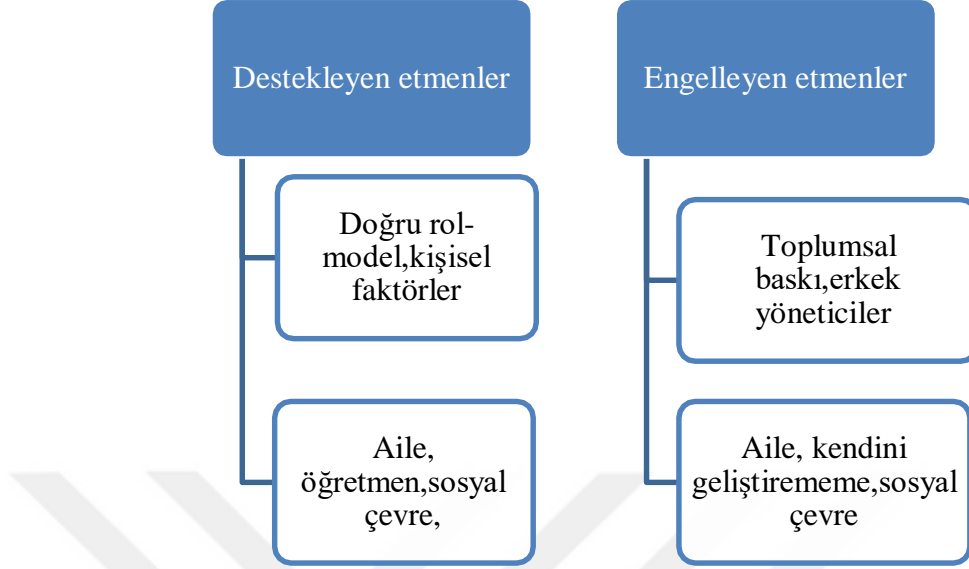 Destekleyen etmenler
Doğru rol-
model,kişisel
faktörler
Aile,
öğretmen,sosyal
çevre,
Engelleyen etmenler
Toplumsal
baskı,erkek
yöneticiler
Aile, kendini
geliştirememe,sosyal
çevre